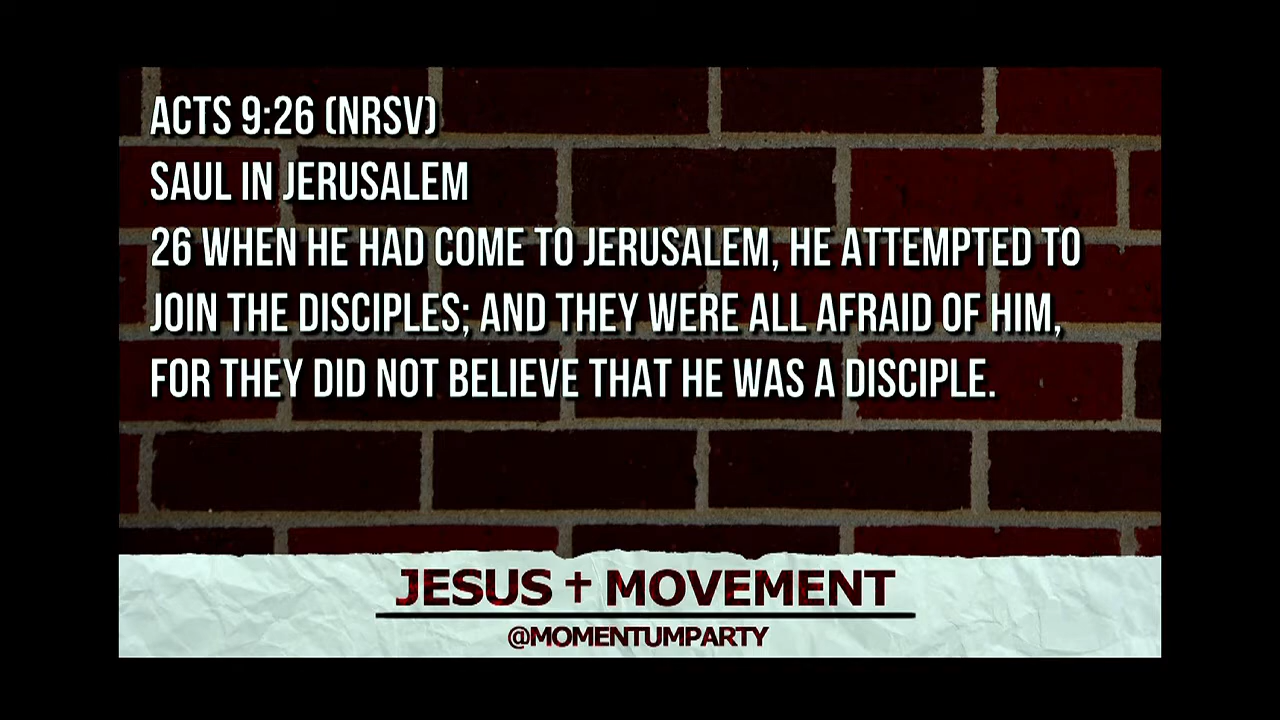 ACTS 9:26 (NRSV)
SAUL IN JERUSALEM
26 WHEN HE HAD COME TO JERUSALEM, HE ATTEMPTED TO
JOIN THE DISCIPLES; AND THEY WERE ALL AFRAID OF HIM,
FOR THEY DID NOT BELIEVE THAT HE WAS A DISCIPLE.
JESUS † MOVEMENT
@MOMENTUMPARTY